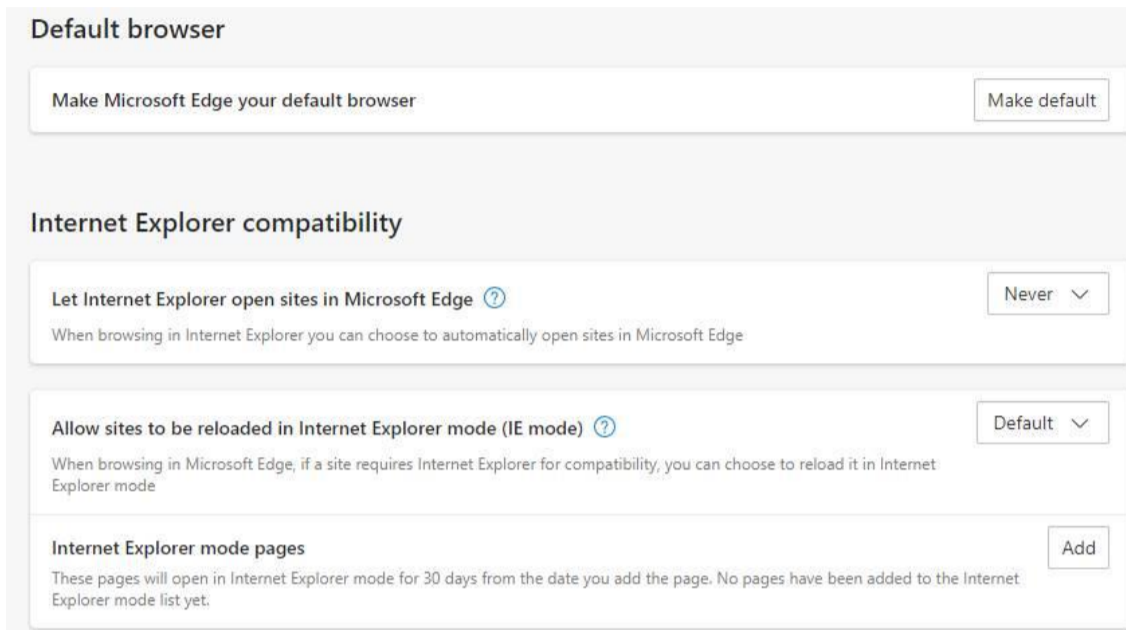 Default browser
Make Microsoft Edge your default browser
Make default
Internet Explorer compatibility
Let Internet Explorer open sites in Microsoft Edge
Never
When browsing in Internet Explorer you can choose to automatically open sites in Microsoft Edge
Allow sites to be reloaded in Internet Explorer mode (IE mode)
Default
When browsing in Microsoft Edge, if a site requires Internet Explorer for compatibility, you can choose to reload it in Internet
Explorer mode
Internet Explorer mode pages
Add
These pages will open in Internet Explorer mode for 30 days from the date you add the page. No pages have been added to the Internet
Explorer mode list yet.